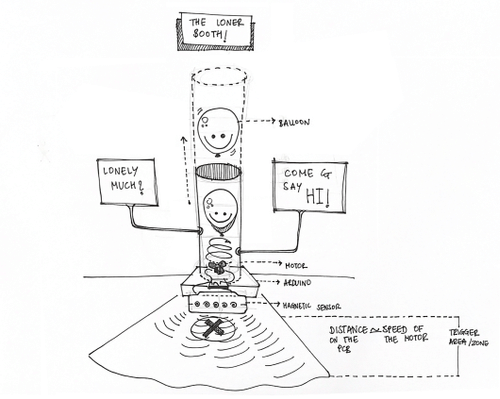 THE LONER
BOOTH!
BALLOON
LONELY
MUCH?
COME &
SAY
HI!
MOTOR
ARDUINO
MAGNETIC SENSOR
DISTANCE ∝ SPEED OF
ON THE THE MOTOR
PCB
TRIGGER
AREA/ZONE